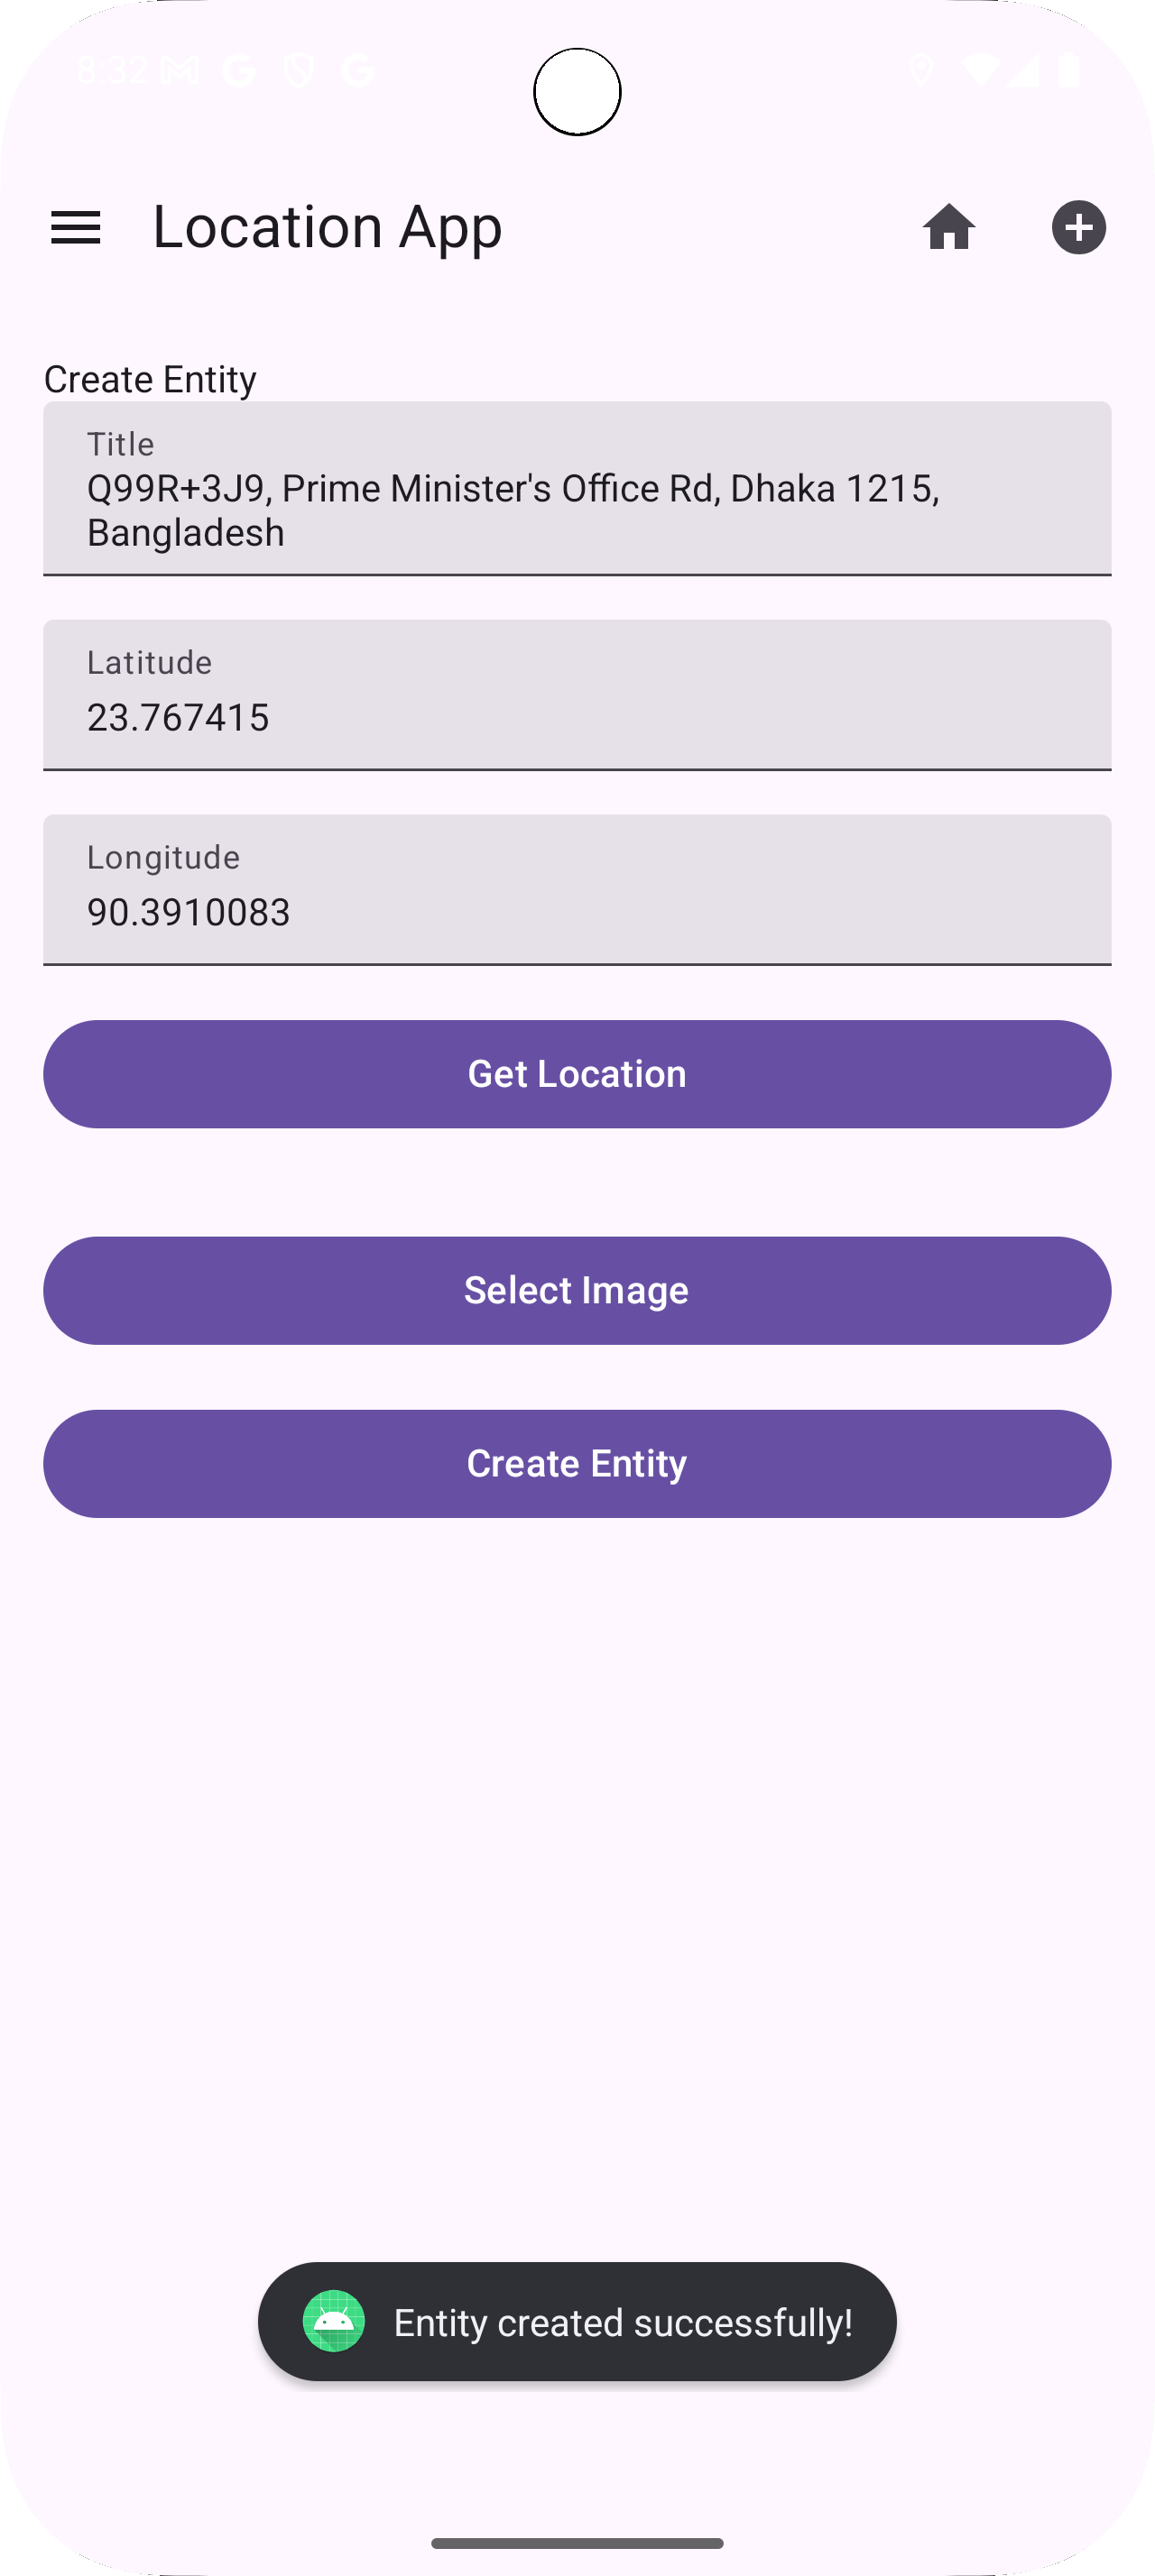 8:32
Location App
Create Entity
Title
Q99R+3J9, Prime Minister's Office Rd, Dhaka 1215,
Bangladesh
Latitude
23.767415
Longitude
90.3910083
Get Location
Select Image
Create Entity
Entity created successfully!